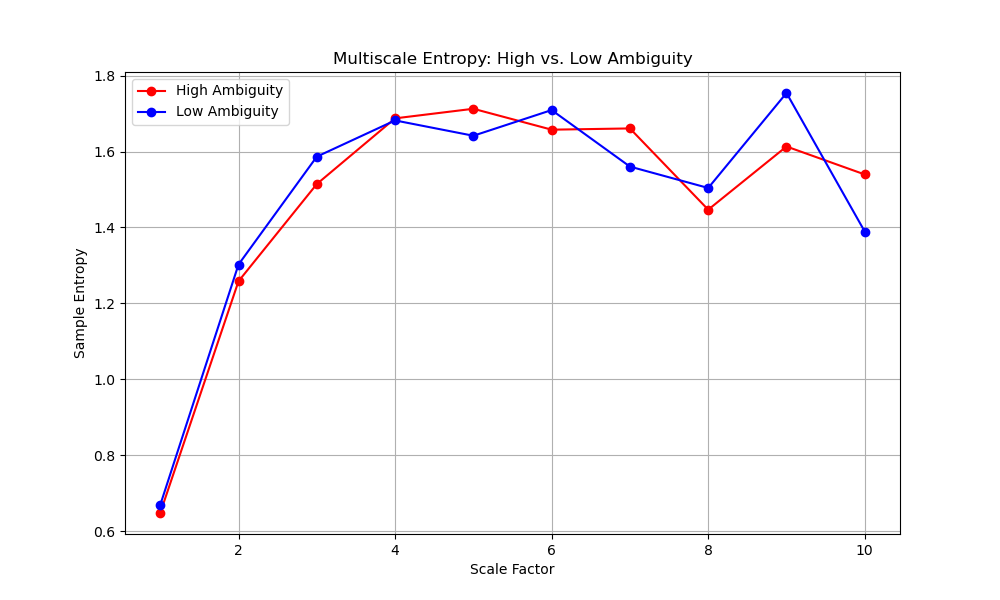 Multiscale Entropy: High vs. Low Ambiguity
High Ambiguity
Low Ambiguity
Sample Entropy
1.8
1.6
1.4
1.2
1.0
0.8
0.6
2 4 6 8 10
Scale Factor